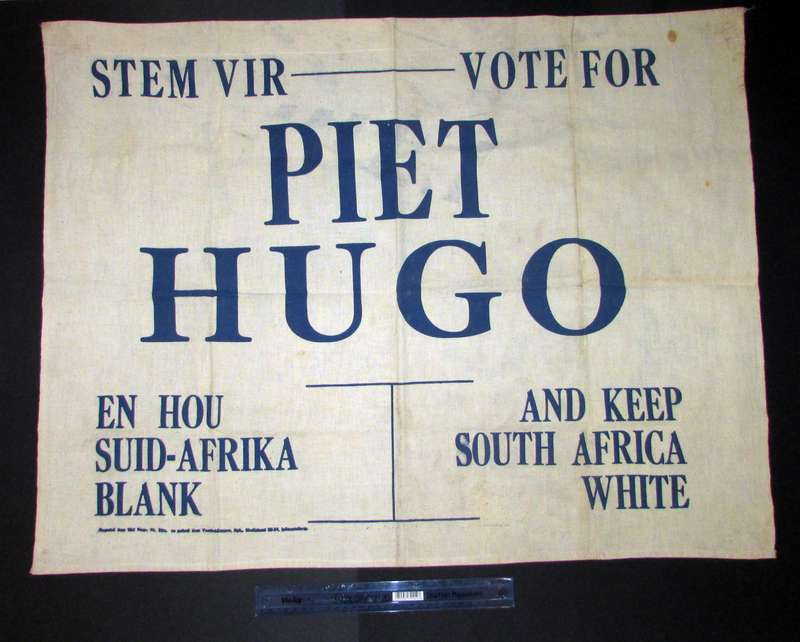 STEM VIR — VOTE FOR
PIET
HUGO
EN HOU
SUID-AFRIKA
BLANK
AND KEEP
SOUTH AFRICA
WHITE